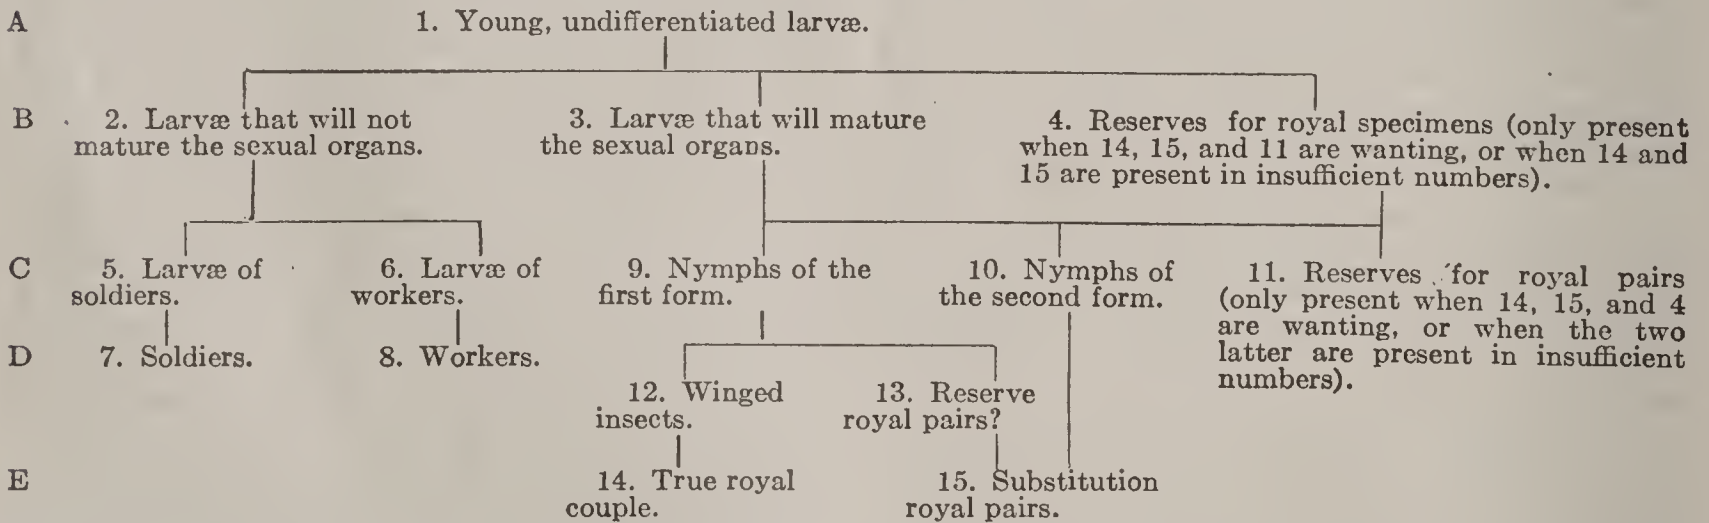 A
1. Young, undifferentiated larvæ.
B
2. Larvæ that will not
mature the sexual organs.
3. Larvæ that will mature
the sexual organs.
4. Reserves for royal specimens (only present
when 14, 15, and 11 are wanting, or when 14 and
15 are present in insufficient numbers).
C
5. Larvæ of
soldiers.
6. Larvæ of
workers.
9. Nymphs of the
first form.
10. Nymphs of
the second form.
11. Reserves for royal pairs
(only present when 14, 15, and 4
are wanting, or when the two
latter are present in insufficient
numbers).
D
7. Soldiers.
8. Workers.
12. Winged
insects.
13. Reserve
royal pairs?
E
14. True royal
couple.
15. Substitution
royal pairs.